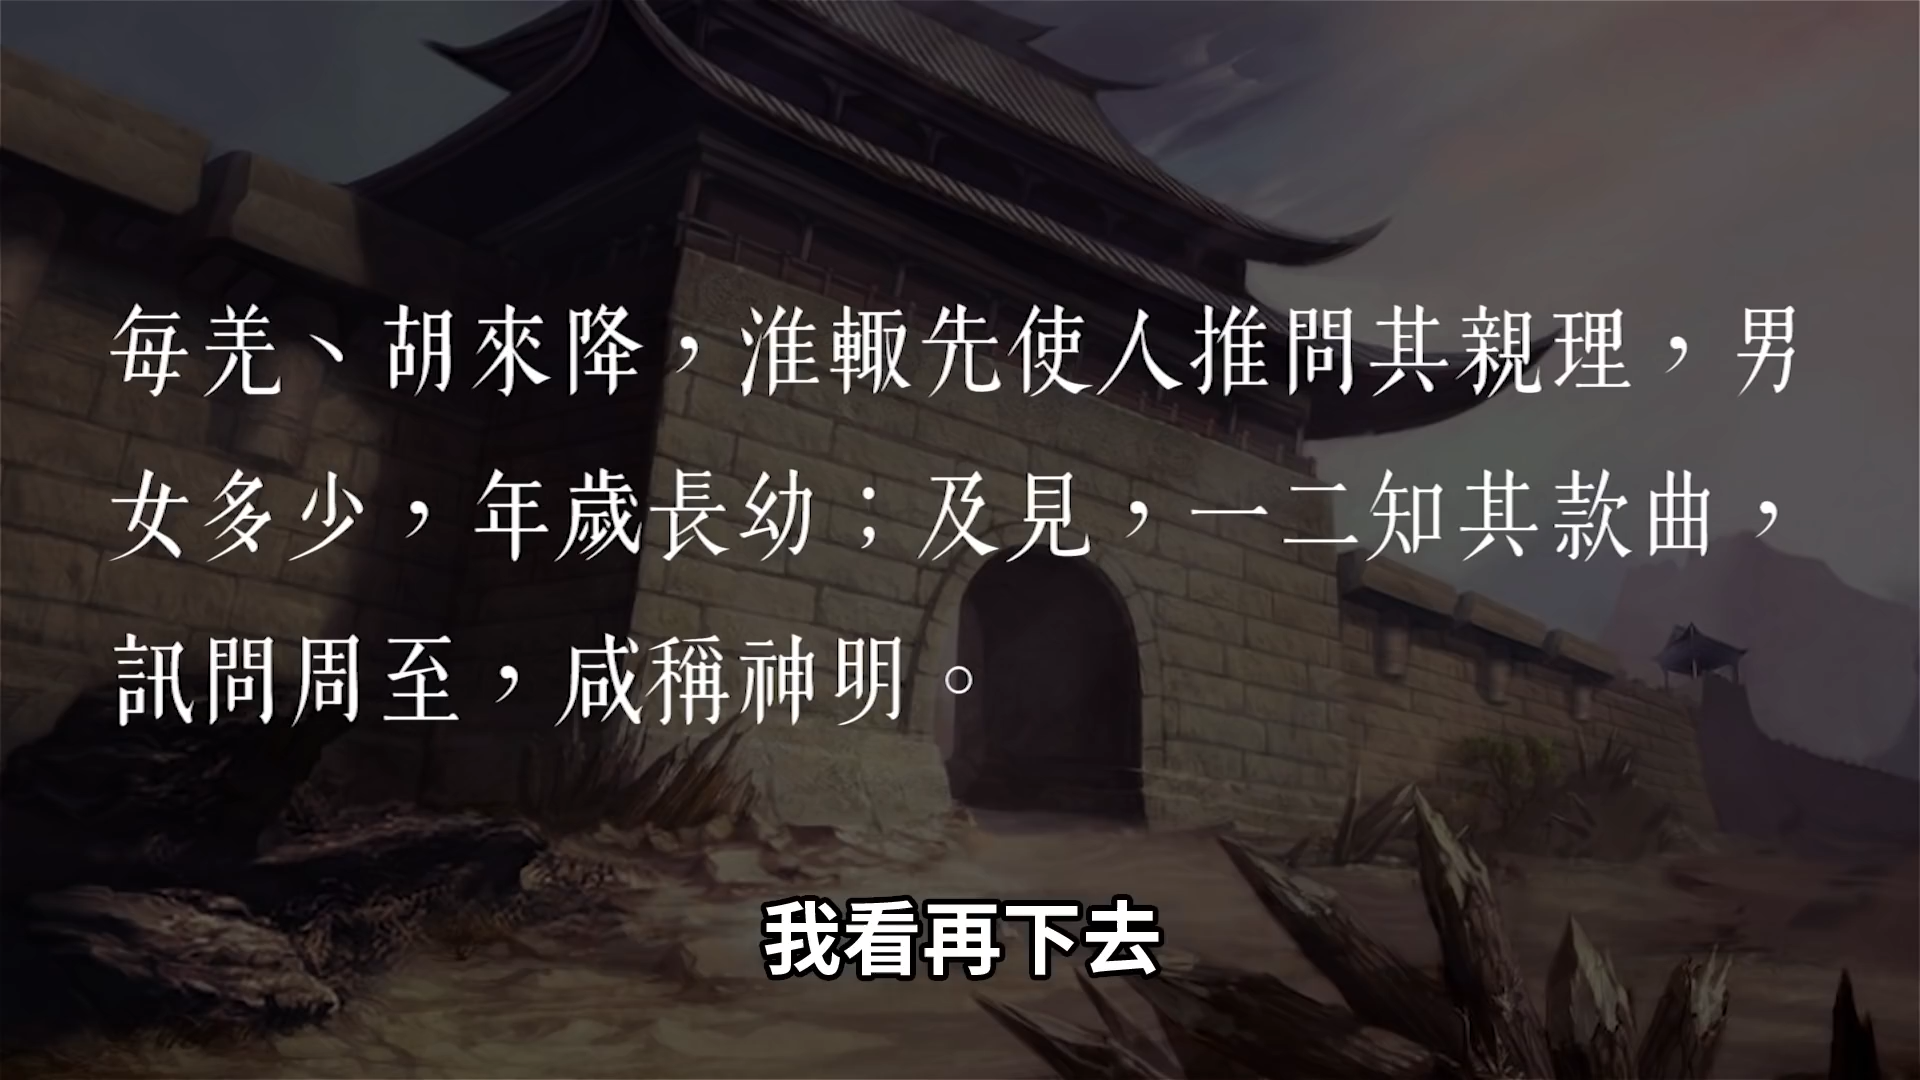 每羌、胡來降，淮輙先使人推問其親理，男
女多少，年歲長幼；及見，一二知其款曲，
訊問周至，咸稱神明。
我看再下去